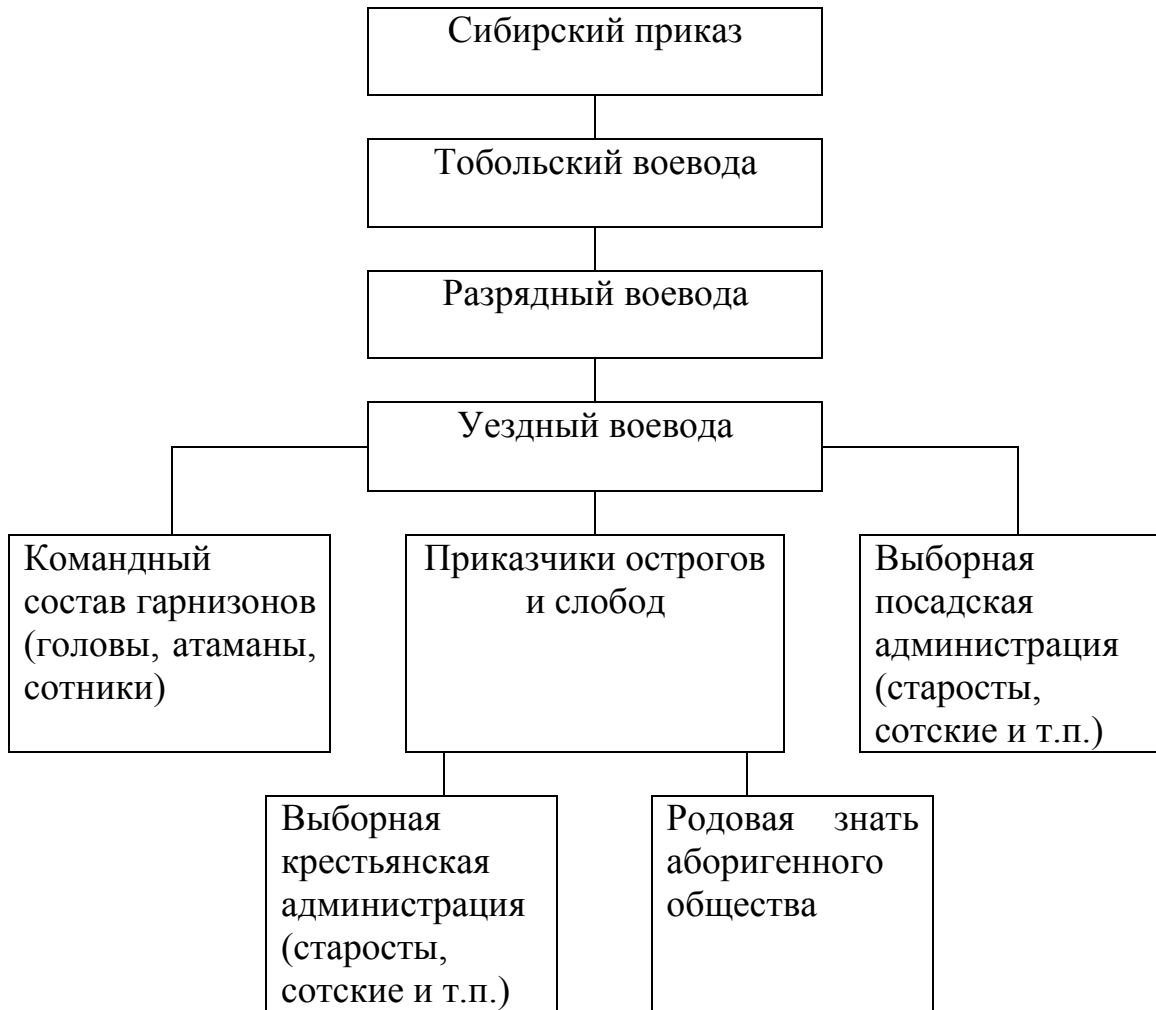 Сибирский приказ
Тобольский воевода
Разрядный воевода
Уездный воевода
Командный
состав гарнизонов
(головы, атаманы,
сотники)
Приказчики острогов
и слобод
Выборная
посадская
администрация
(старосты,
сотские и т.п.)
Выборная
крестьянская
администрация
(старосты,
сотские и т.п.)
Родовая знать
аборигенного
общества